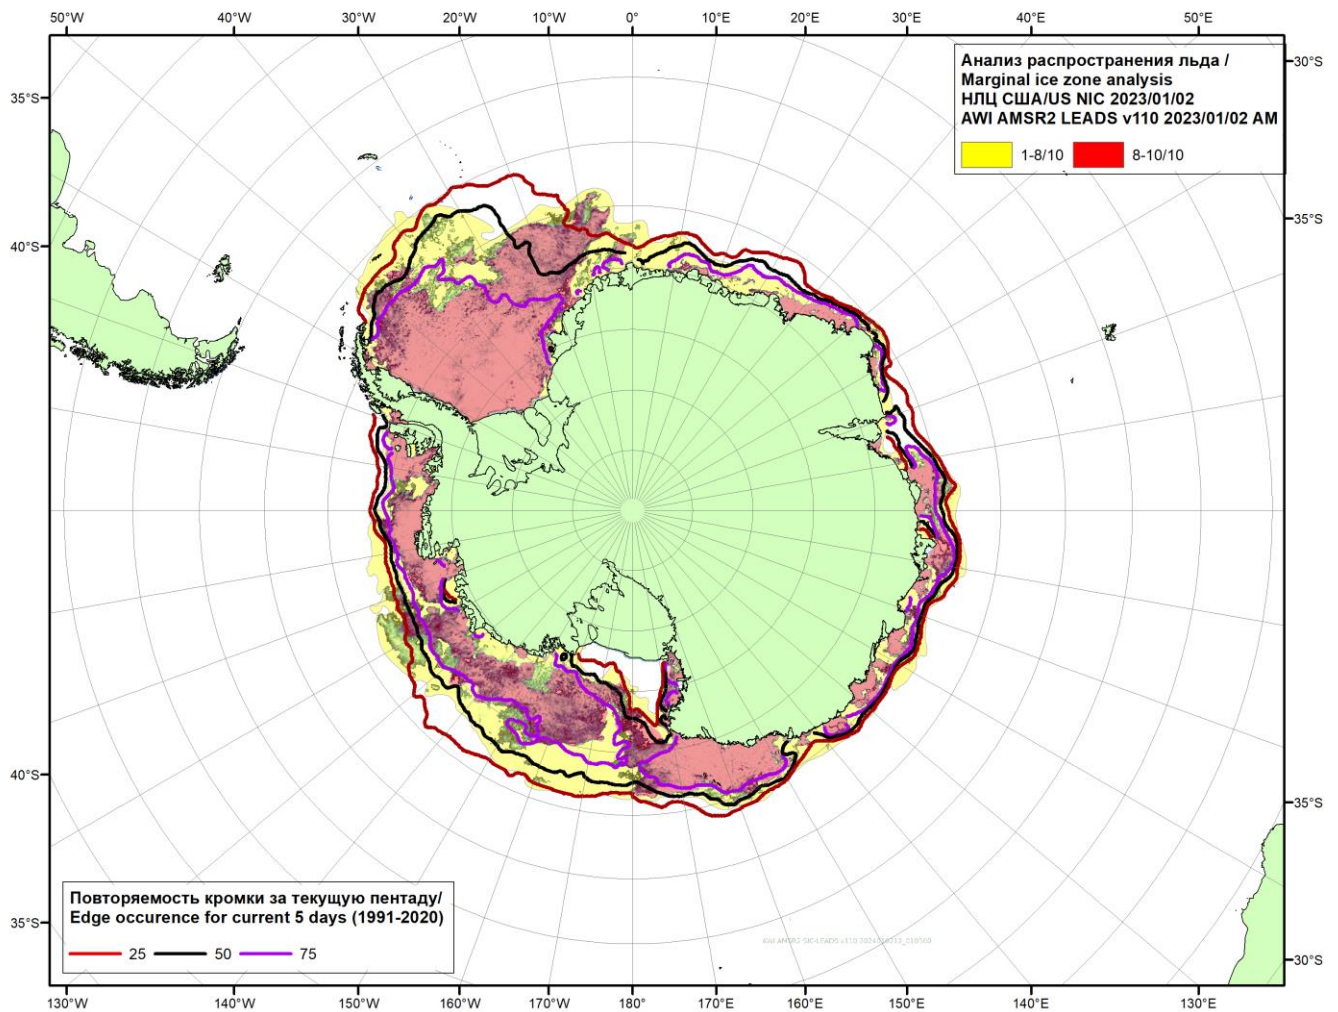 50°W 40°W 30°W 20°W 10°W 0° 10°E 20°E 30°E 40°E 50°E
Анализ распространения льда /
Marginal ice zone analysis
НЛЦ США/US NIC 2023/01/02
AWI AMSR2 LEADS v110 2023/01/02 AM
1-8/10 8-10/10
30°S
35°S
35°S
40°S
40°S
35°S
35°S
30°S
Повторяемость кромки за текущую пентаду/
Edge occurence for current 5 days (1991-2020)
25 50 75
130°W 140°W 150°W 160°W 170°W 180° 170°E 160°E 150°E 140°E 130°E